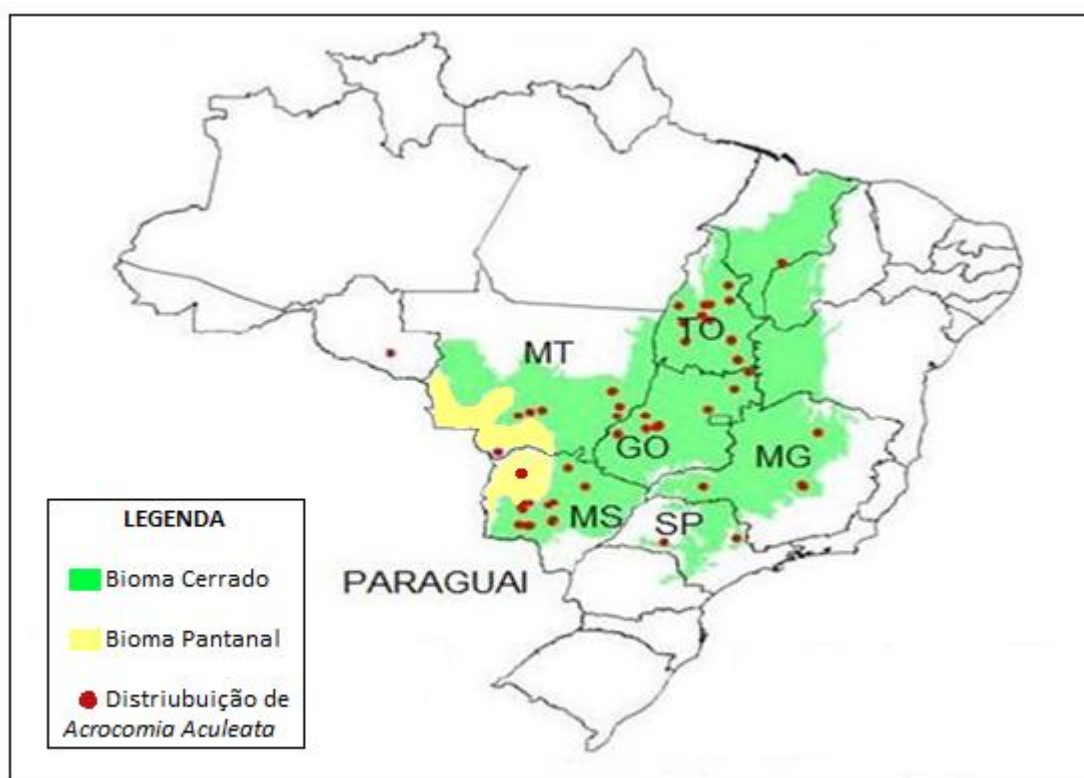 TO
MT
GO
MG
MS
SP
PARAGUAI
LEGENDA
Bioma Cerrado
Bioma Pantanal
Distriubuição de
Acrocomia Aculeata